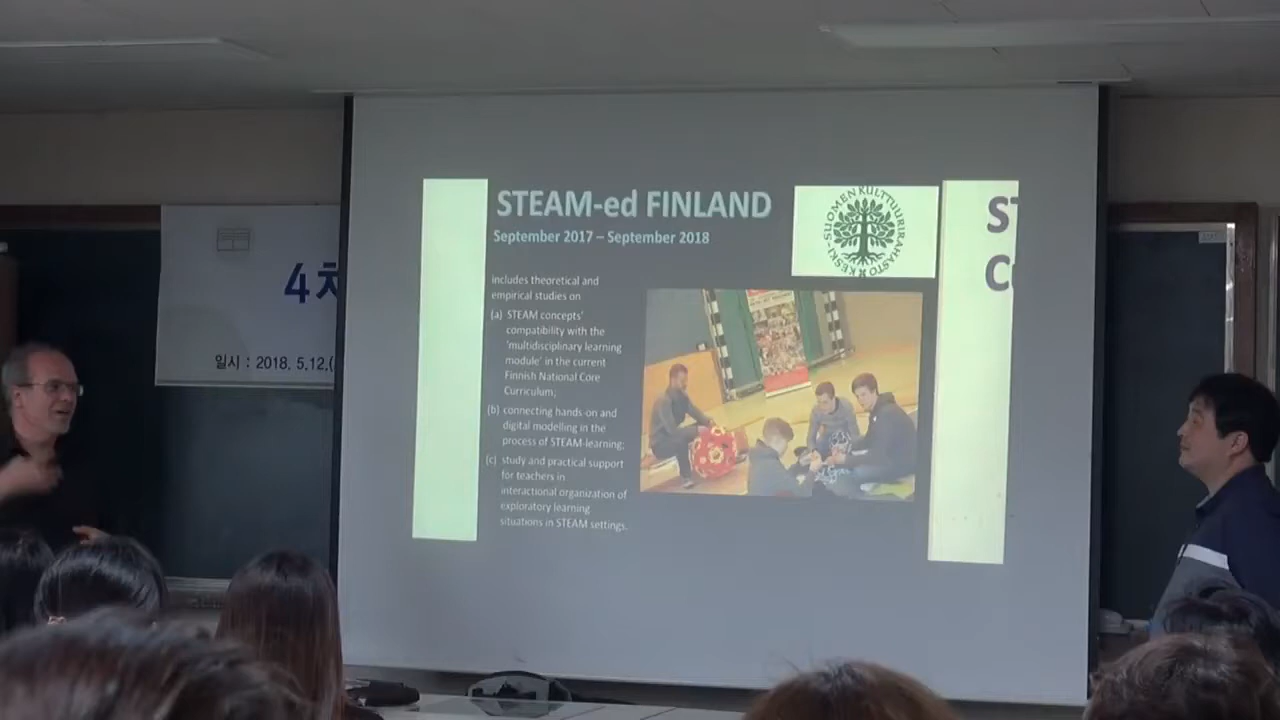 STEAM-ed FINLAND
September 2017 – September 2018
KESKI-SUOMEN KULTTUURIRAHASTO
includes theoretical and
empirical studies on
(a) STEAM concepts'
compatibility with the
'multidisciplinary learning
module' in the current
Finnish National Core
Curriculum;
(b) connecting hands-on and
digital modelling in the
process of STEAM-learning;
(c) study and practical support
for teachers in
interactional organization of
exploratory learning
situations in STEAM settings.
4차
일시 : 2018. 5.12.(